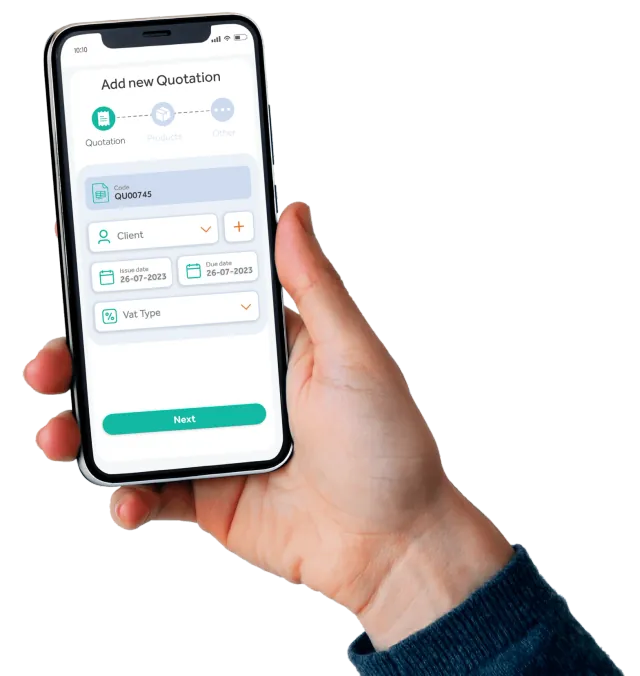 10:10
Add new Quotation
Quotation
Products
Other
Code
QU00745
Client
Issue date
26-07-2023
Due date
26-07-2023
Vat Type
Next